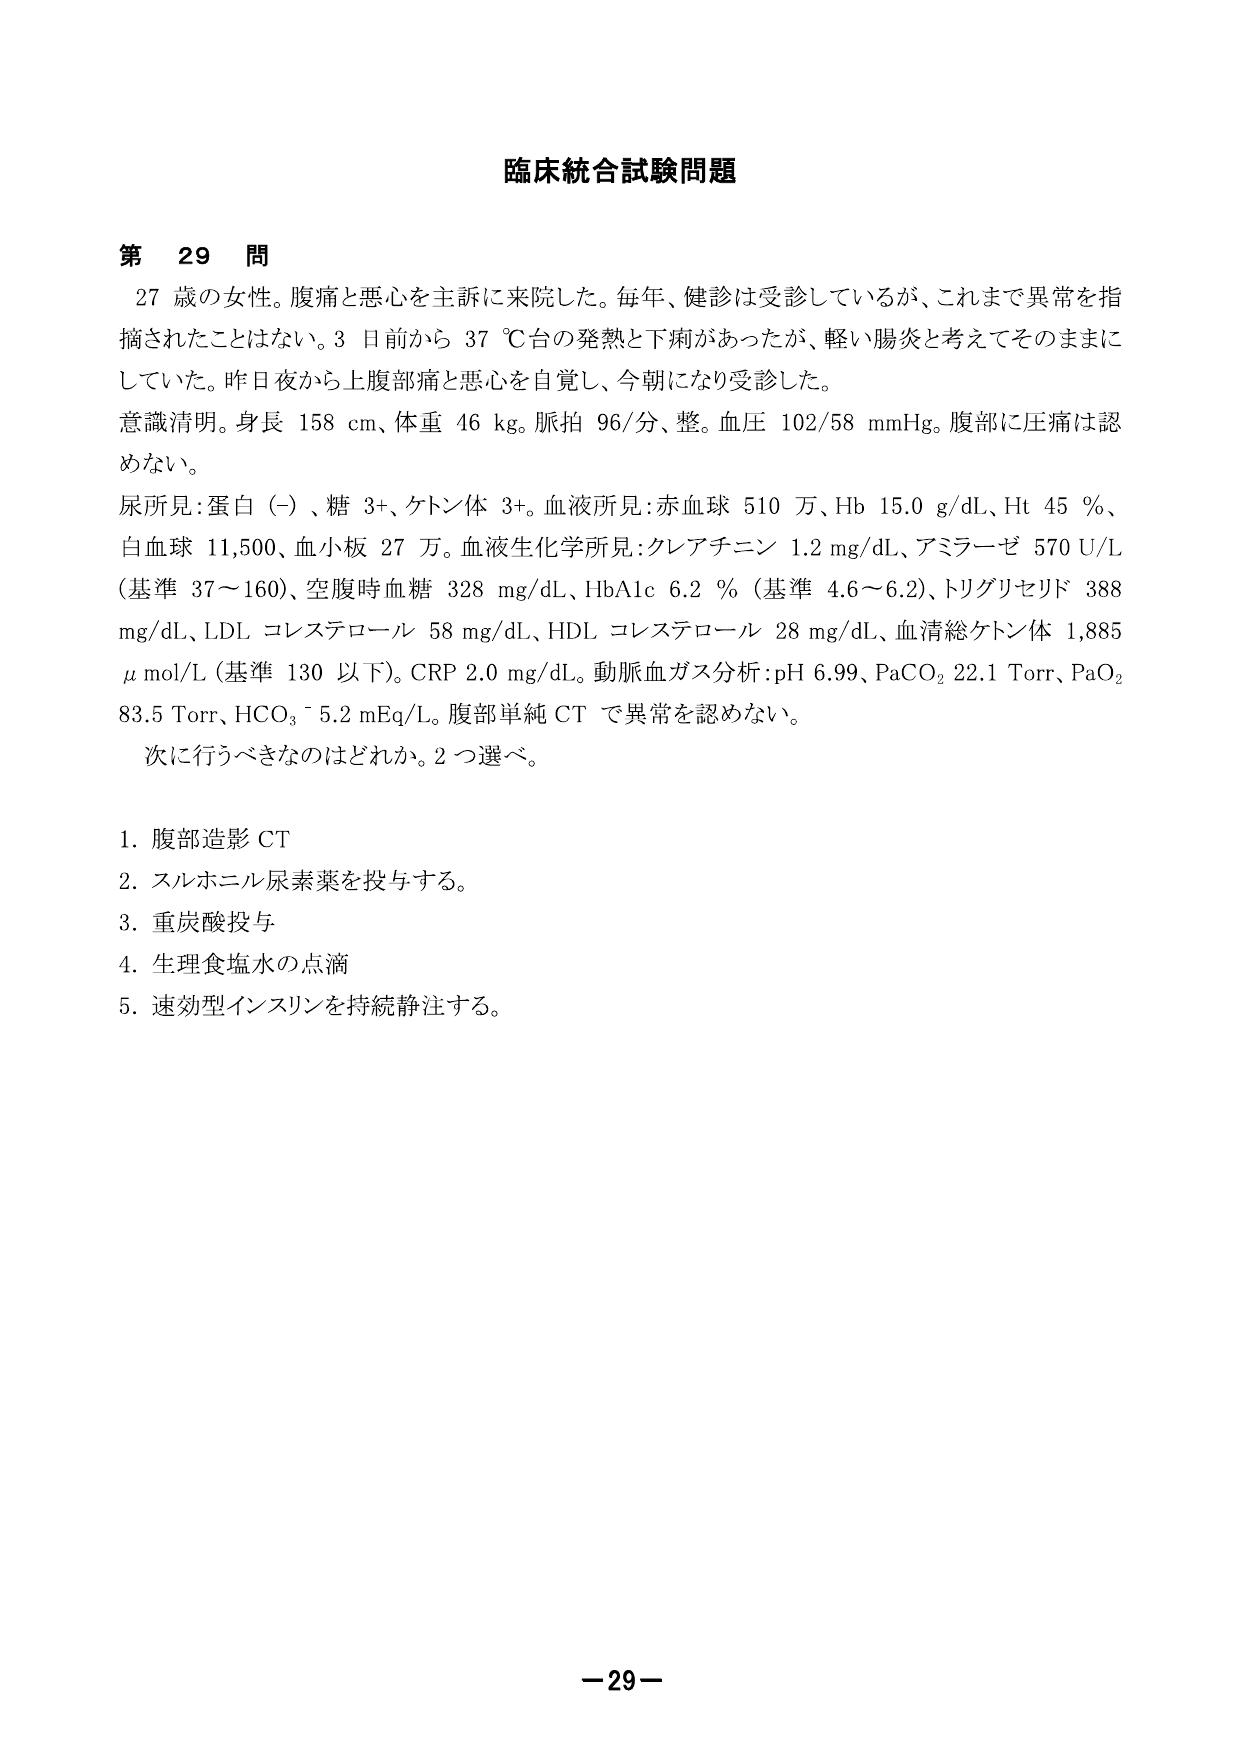 臨床統合試験問題
第 29 問
27 歳の女性。腹痛と悪心を主訴に来院した。毎年、健診は受診しているが、これまで異常を指
摘されたことはない。3 日前から 37 ℃台の発熱と下痢があったが、軽い腸炎と考えてそのままに
していた。昨日夜から上腹部痛と悪心を自覚し、今朝になり受診した。
意識清明。身長 158 cm、体重 46 kg。脈拍 96/分、整。血圧 102/58 mmHg。腹部に圧痛は認
めない。
尿所見:蛋白 (-) 、糖 3+、ケトン体 3+。血液所見:赤血球 510 万、Hb 15.0 g/dL、Ht 45 %、
白血球 11,500、血小板 27 万。血液生化学所見:クレアチニン 1.2 mg/dL、アミラーゼ 570 U/L
(基準 37～160)、空腹時血糖 328 mg/dL、HbA1c 6.2 % (基準 4.6～6.2)、トリグリセリド 388
mg/dL、LDL コレステロール 58 mg/dL、HDL コレステロール 28 mg/dL、血清総ケトン体 1,885
μmol/L (基準 130 以下)。CRP 2.0 mg/dL。動脈血ガス分析:pH 6.99、PaCO₂ 22.1 Torr、PaO₂
83.5 Torr、HCO₃⁻ 5.2 mEq/L。腹部単純 CT で異常を認めない。
次に行うべきなのはどれか。2 つ選べ。
1. 腹部造影 CT
2. スルホニル尿素薬を投与する。
3. 重炭酸投与
4. 生理食塩水の点滴
5. 速効型インスリンを持続静注する。
－29－